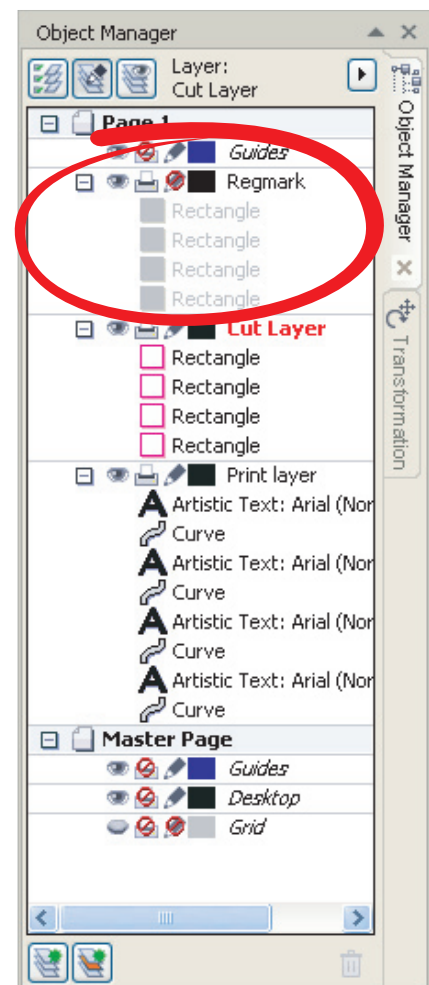 Object Manager
Layer:
Cut Layer
Page 1
Guides
Regmark
Rectangle
Rectangle
Rectangle
Rectangle
Cut Layer
Rectangle
Rectangle
Rectangle
Rectangle
Print layer
Artistic Text: Arial (Nor
Curve
Artistic Text: Arial (Nor
Curve
Artistic Text: Arial (Nor
Curve
Artistic Text: Arial (Nor
Curve
Master Page
Guides
Desktop
Grid
Object Manager
Transformation